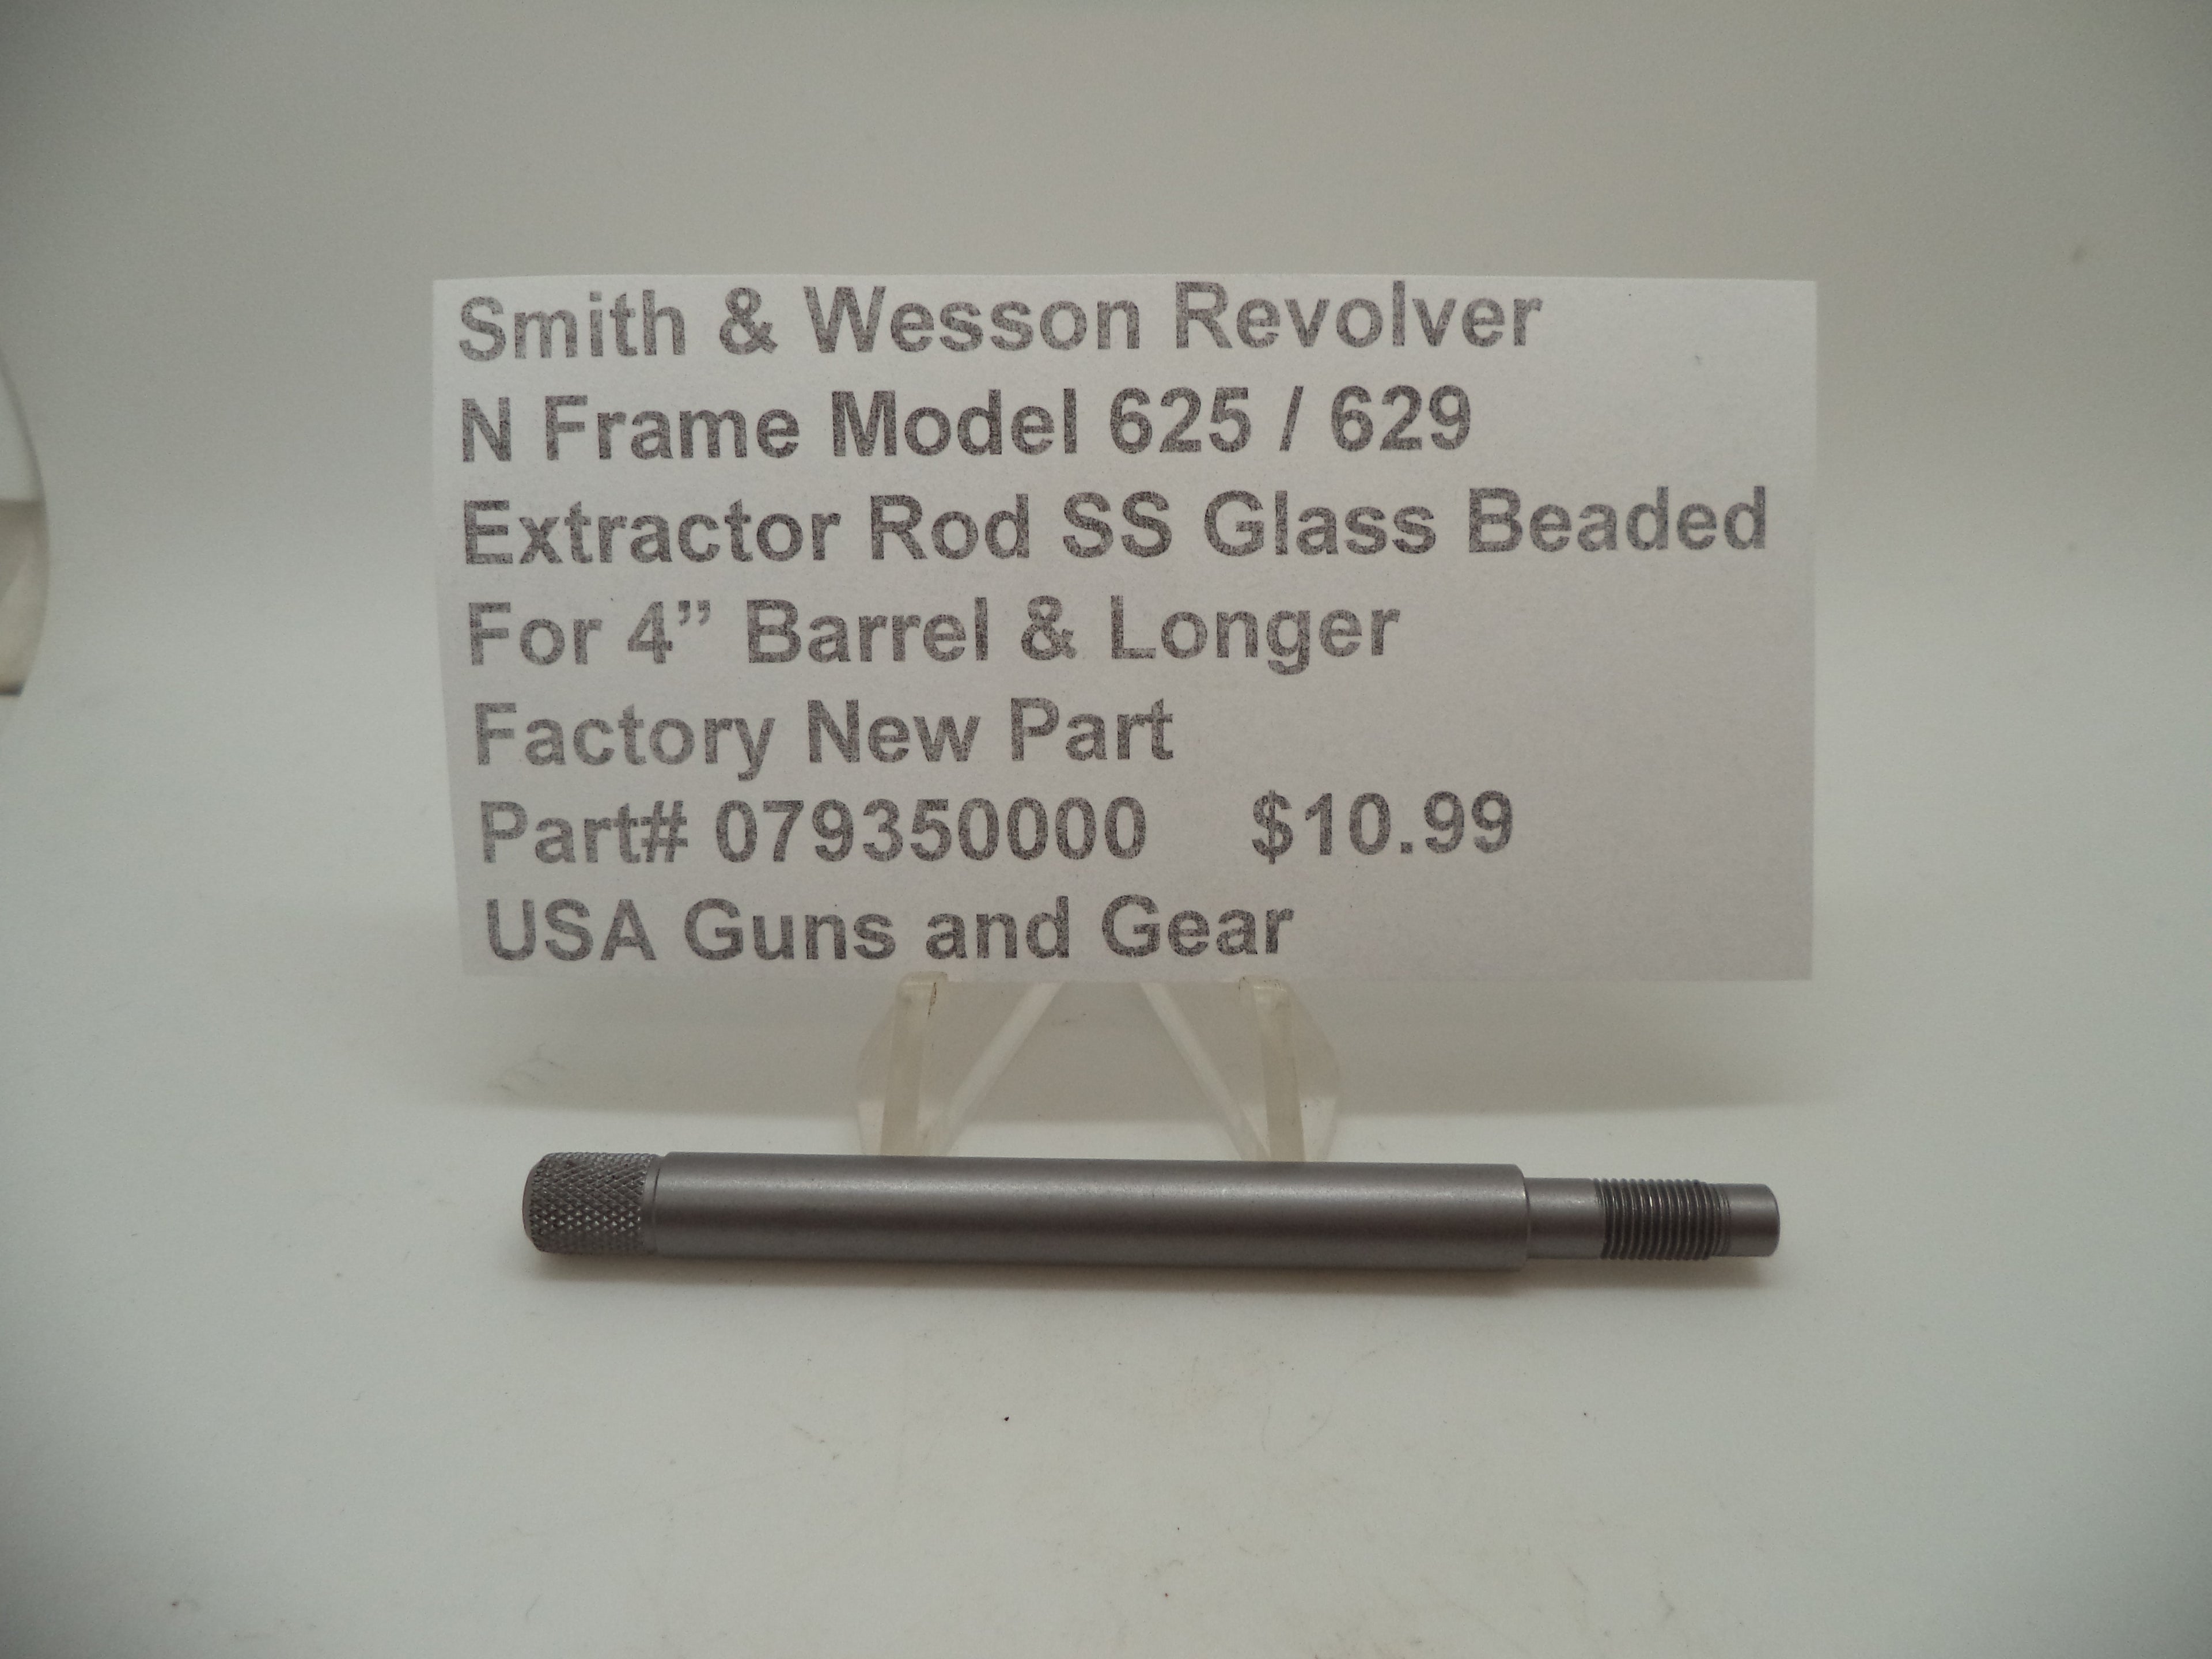 Smith & Wesson Revolver
N Frame Model 625 / 629
Extractor Rod SS Glass Beaded
For 4” Barrel & Longer
Factory New Part
Part# 079350000 $10.99
USA Guns and Gear